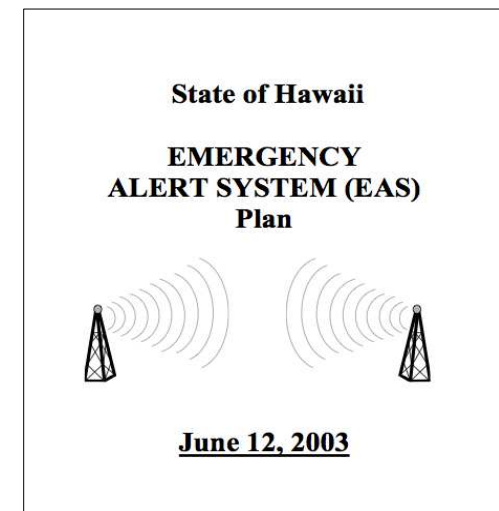 State of Hawaii
EMERGENCY
ALERT SYSTEM (EAS)
Plan
June 12, 2003